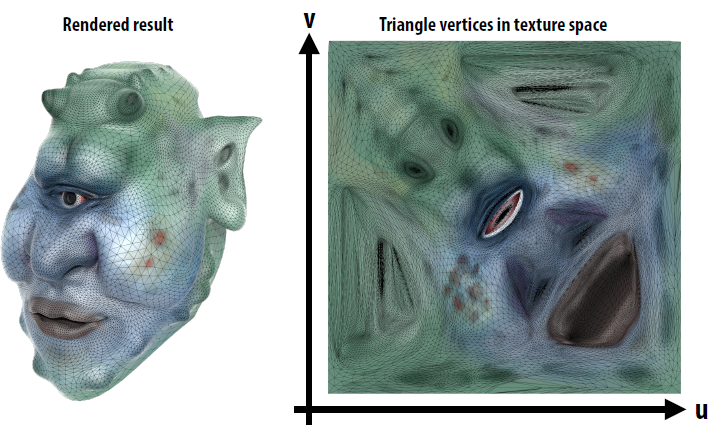 Rendered result
Triangle vertices in texture space
v
u